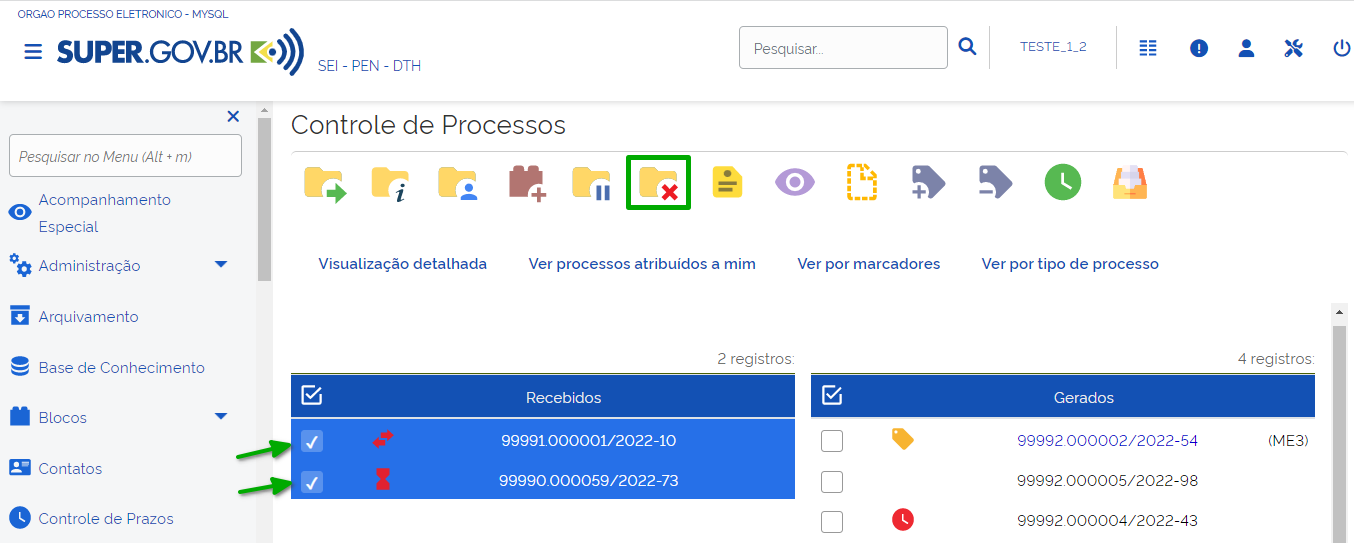 ORGAO PROCESSO ELETRONICO - MYSQL
SUPER.GOV.BR
SEI - PEN - DTH
Pesquisar...
TESTE_1_2
Pesquisar no Menu (Alt + m)
Acompanhamento
Especial
Administração
Arquivamento
Base de Conhecimento
Blocos
Contatos
Controle de Prazos
Controle de Processos
Visualização detalhada
Ver processos atribuídos a mim
Ver por marcadores
Ver por tipo de processo
2 registros:
Recebidos
99991.000001/2022-10
99990.000059/2022-73
4 registros:
Gerados
99992.000002/2022-54 (ME3)
99992.000005/2022-98
99992.000004/2022-43